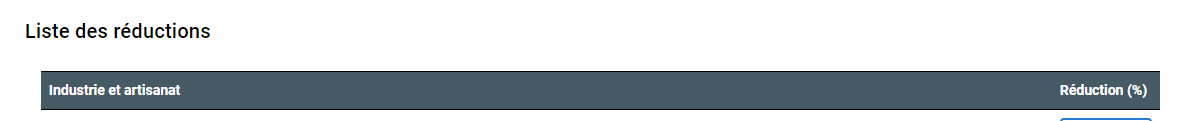 Liste des réductions
Industrie et artisanat Réduction (%)